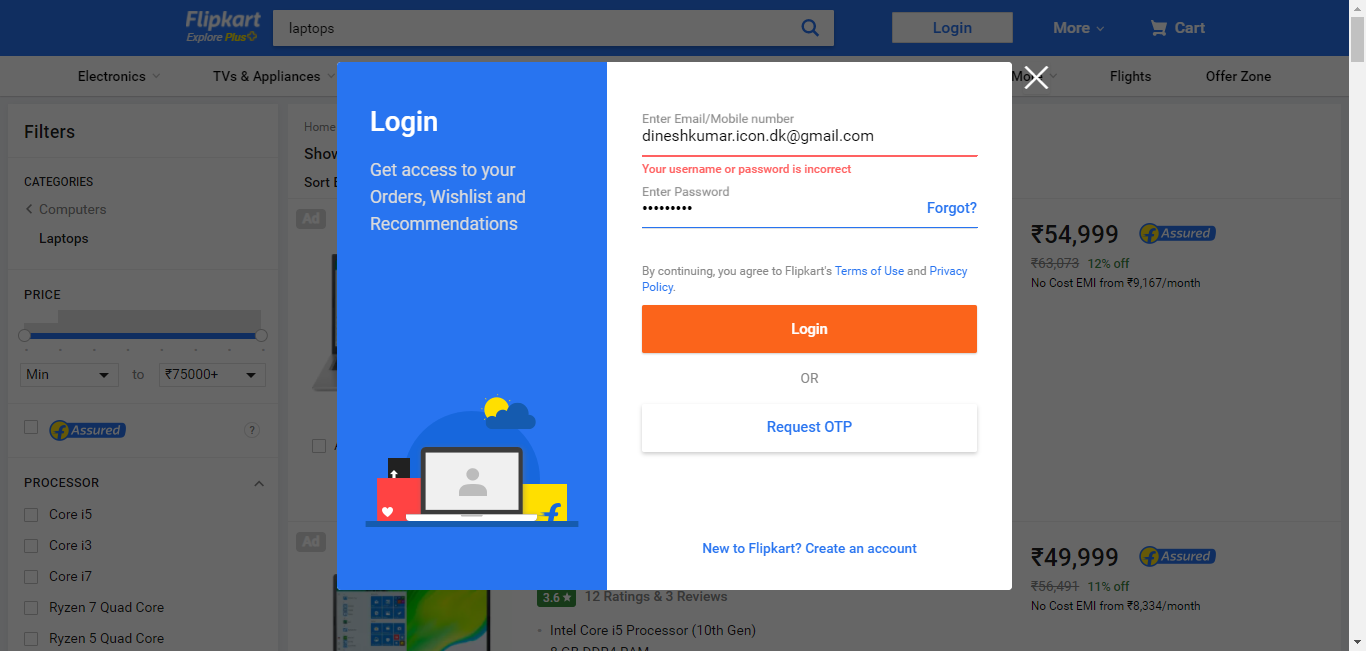 Flipkart
Explore Plus
laptops
Login
More
Cart
Electronics
TVs & Appliances
More
Flights
Offer Zone
Filters
CATEGORIES
Computers
Laptops
PRICE
Min
to
₹75000+
Assured
?
PROCESSOR
Core i5
Core i3
Core i7
Ryzen 7 Quad Core
Ryzen 5 Quad Core
Home
Sort
Ad
Ad
Login
Get access to your
Orders, Wishlist and
Recommendations
Enter Email/Mobile number
dineshkumar.icon.dk@gmail.com
Your username or password is incorrect
Enter Password
•••••••••
Forgot?
By continuing, you agree to Flipkart's Terms of Use and Privacy
Policy.
Login
OR
Request OTP
New to Flipkart? Create an account
₹54,999
Assured
₹63,073 12% off
No Cost EMI from ₹9,167/month
₹49,999
Assured
₹56,491 11% off
No Cost EMI from ₹8,334/month
3.6 ★ 12 Ratings & 3 Reviews
Intel Core i5 Processor (10th Gen)
8 GB DDR4 RAM